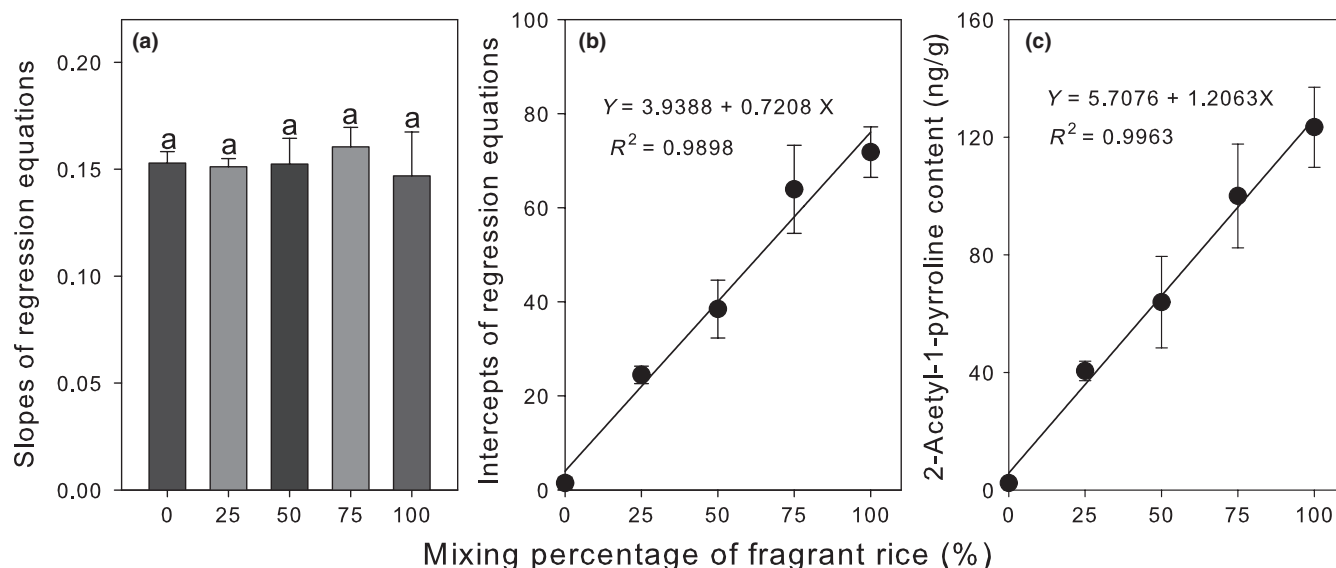 (a)
Slopes of regression equations
0.20
0.15
0.10
0.05
0.00
a a a a a
0 25 50 75 100
(b)
Intercepts of regression equations
100
80
60
40
20
0
Y = 3.9388 + 0.7208 X
R² = 0.9898
0 25 50 75 100
(c)
2-Acetyl-1-pyrroline content (ng/g)
160
120
80
40
0
Y = 5.7076 + 1.2063X
R² = 0.9963
0 25 50 75 100
Mixing percentage of fragrant rice (%)